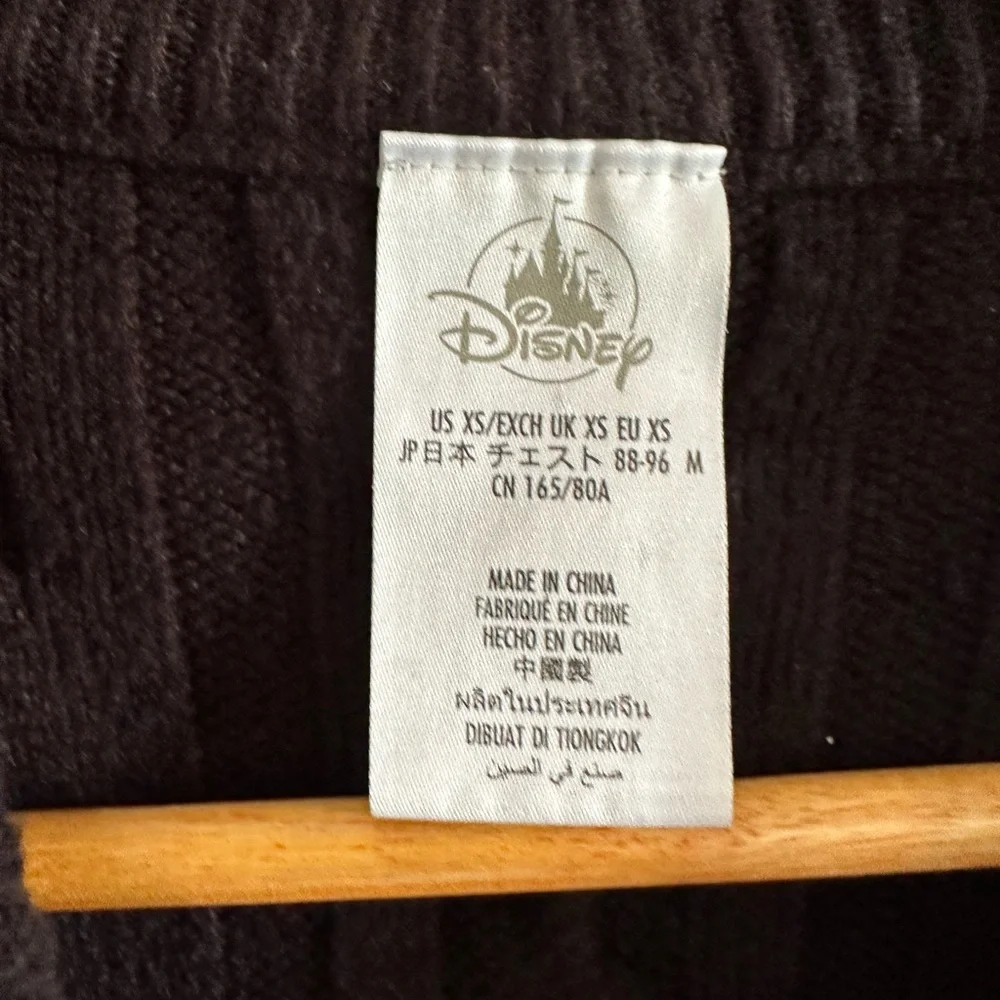 Disney
US XS/EXCH UK XS EU XS
JP日本 チェスト 88-96 M
CN 165/80A
MADE IN CHINA
FABRIQUÉ EN CHINE
HECHO EN CHINA
中國製
ผลิตในประเทศจีน
DIBUAT DI TIONGKOK
صنع في الصين